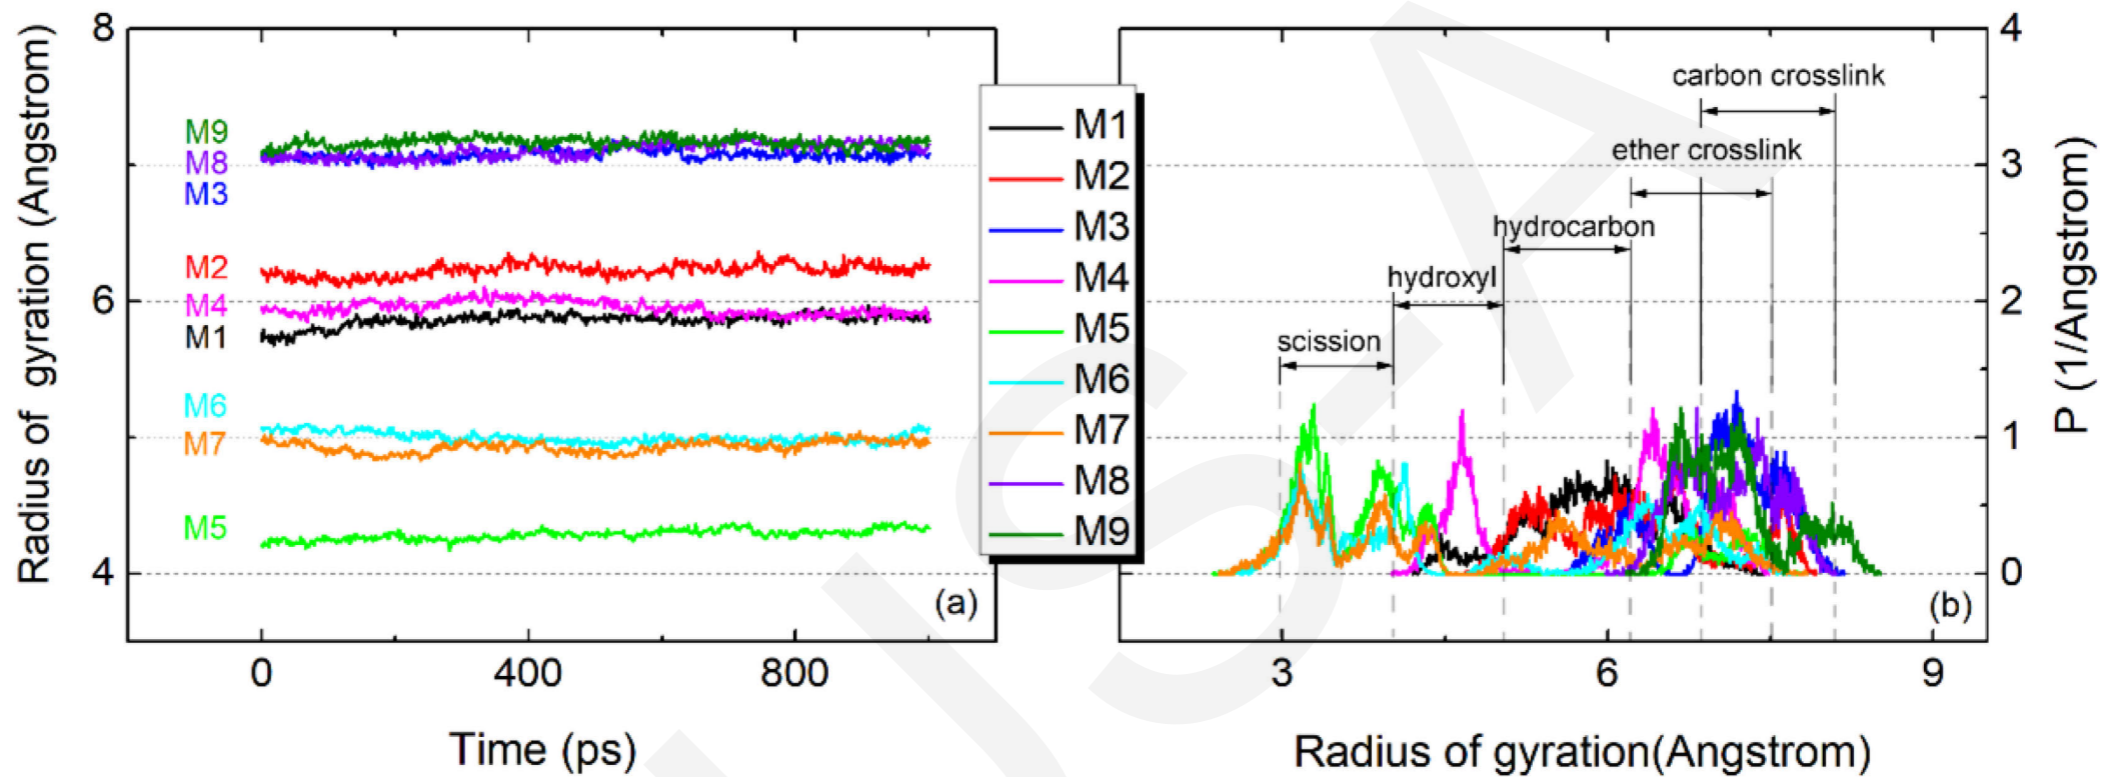 Radius of gyration (Angstrom)
8
6
4
M9
M8
M3
M2
M4
M1
M6
M7
M5
(a)
0
400
800
Time (ps)
M1
M2
M3
M4
M5
M6
M7
M8
M9
carbon crosslink
ether crosslink
hydrocarbon
hydroxyl
scission
(b)
4
3
2
1
0
P (1/Angstrom)
3
6
9
Radius of gyration(Angstrom)